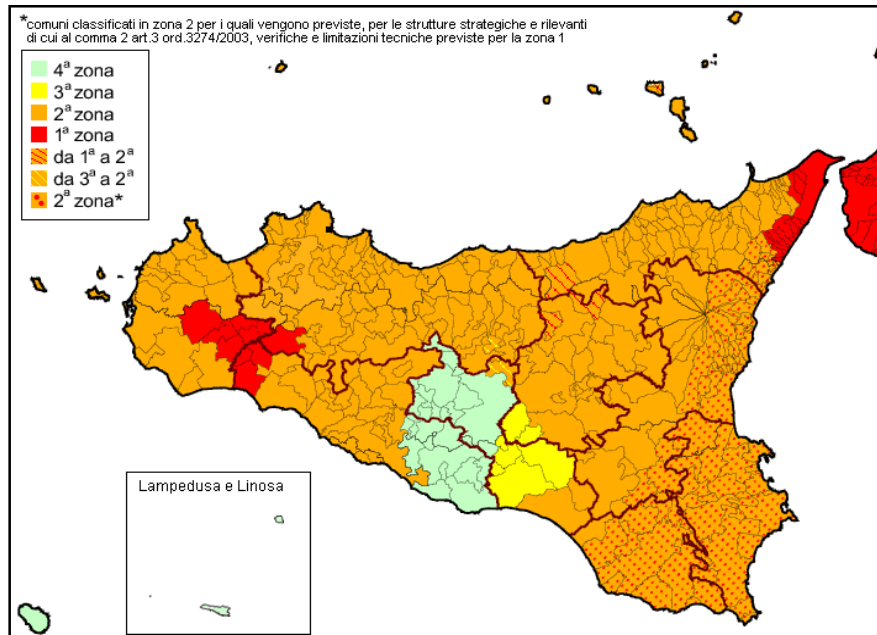 *comuni classificati in zona 2 per i quali vengono previste, per le strutture strategiche e rilevanti
di cui al comma 2 art.3 ord.3274/2003, verifiche e limitazioni tecniche previste per la zona 1
4ª zona
3ª zona
2ª zona
1ª zona
da 1ª a 2ª
da 3ª a 2ª
2ª zona*
Lampedusa e Linosa